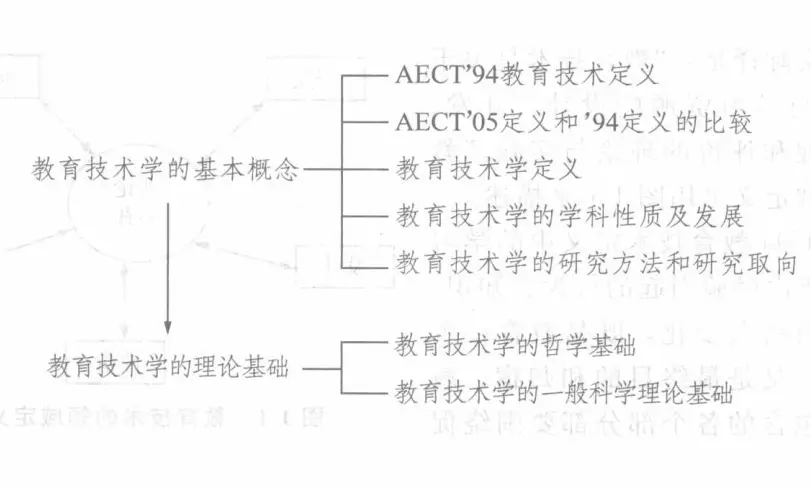 AECT’94教育技术定义
AECT’05定义和’94定义的比较
教育技术学的基本概念
教育技术学定义
教育技术学的学科性质及发展
教育技术学的研究方法和研究取向
教育技术学的理论基础
教育技术学的哲学基础
教育技术学的一般科学理论基础